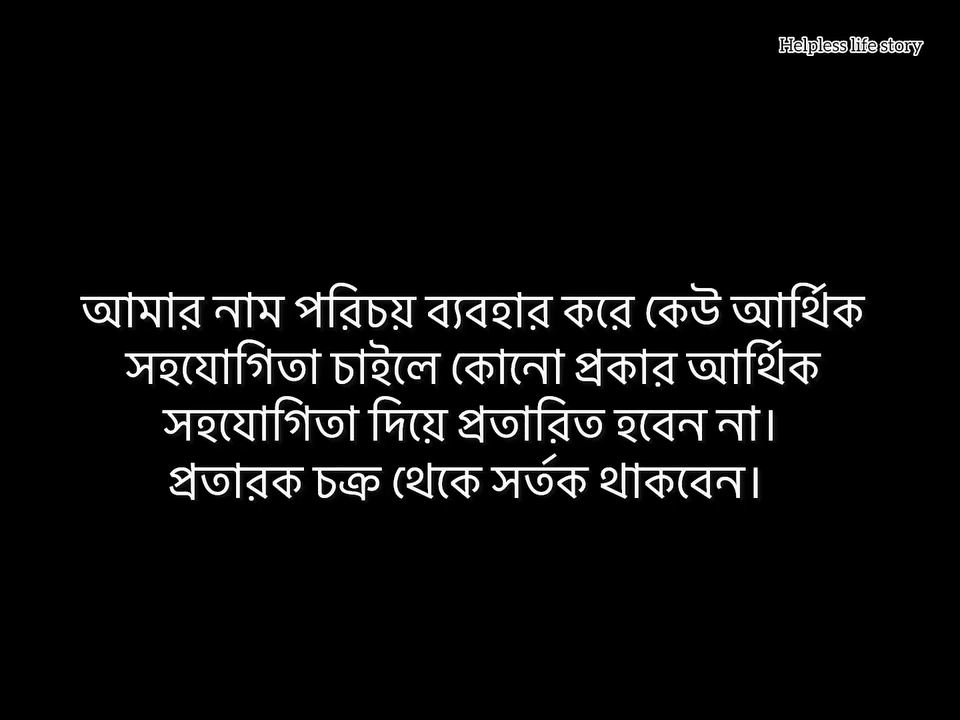 Helpless life story
আমার নাম পরিচয় ব্যবহার করে কেউ আর্থিক
সহযোগিতা চাইলে কোনো প্রকার আর্থিক
সহযোগিতা দিয়ে প্রতারিত হবেন না।
প্রতারক চক্র থেকে সর্তক থাকবেন।